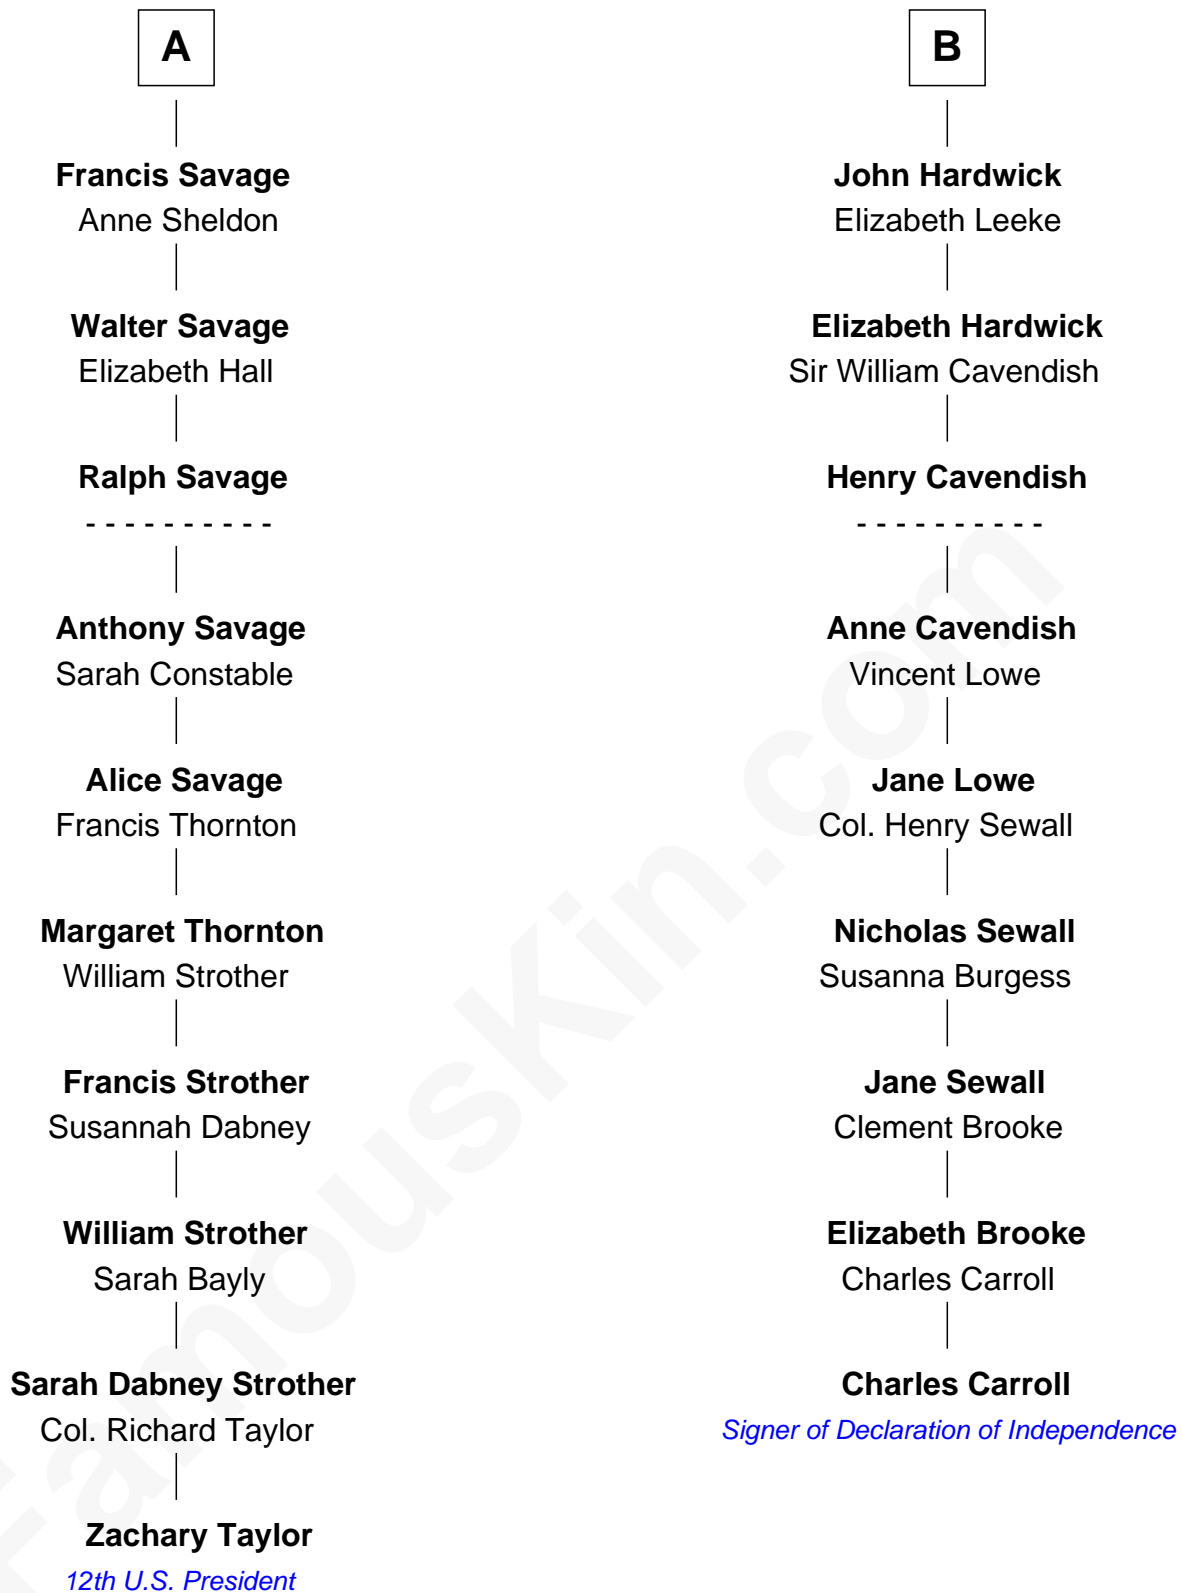 A
Francis Savage
Anne Sheldon
Walter Savage
Elizabeth Hall
Ralph Savage
- - - - - - - - - -
Anthony Savage
Sarah Constable
Alice Savage
Francis Thornton
Margaret Thornton
William Strother
Francis Strother
Susannah Dabney
William Strother
Sarah Bayly
Sarah Dabney Strother
Col. Richard Taylor
Zachary Taylor
12th U.S. President
B
John Hardwick
Elizabeth Leeke
Elizabeth Hardwick
Sir William Cavendish
Henry Cavendish
- - - - - - - - - -
Anne Cavendish
Vincent Lowe
Jane Lowe
Col. Henry Sewall
Nicholas Sewall
Susanna Burgess
Jane Sewall
Clement Brooke
Elizabeth Brooke
Charles Carroll
Charles Carroll
Signer of Declaration of Independence
FamousKin.com